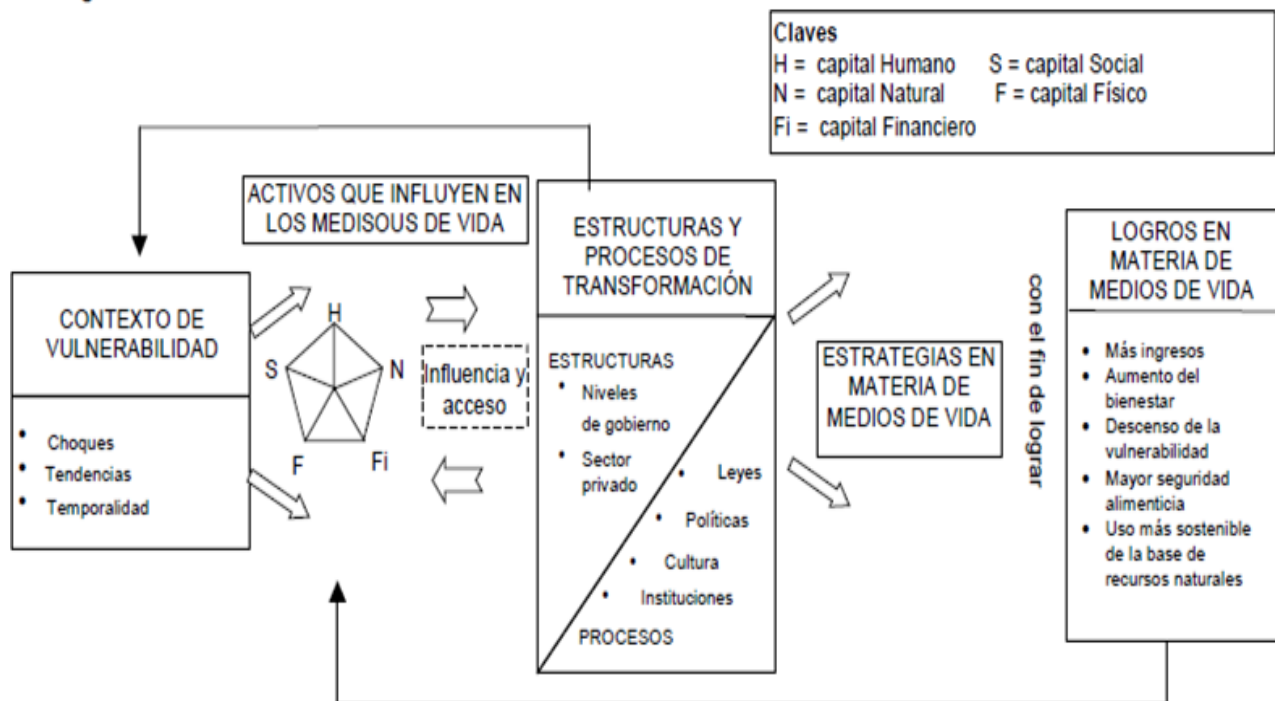 Claves
H = capital Humano S = capital Social
N = capital Natural F = capital Físico
Fi = capital Financiero
ACTIVOS QUE INFLUYEN EN
LOS MEDISOUS DE VIDA
CONTEXTO DE
VULNERABILIDAD
• Choques
• Tendencias
• Temporalidad
H
S
N
F
Fi
Influencia y
acceso
ESTRUCTURAS Y
PROCESOS DE
TRANSFORMACIÓN
ESTRUCTURAS
• Niveles
de gobierno
• Sector
privado
• Leyes
• Políticas
• Cultura
• Instituciones
PROCESOS
ESTRATEGIAS EN
MATERIA DE
MEDIOS DE VIDA
con el fin de lograr
LOGROS EN
MATERIA DE
MEDIOS DE VIDA
• Más ingresos
• Aumento del
bienestar
• Descenso de la
vulnerabilidad
• Mayor seguridad
alimenticia
• Uso más sostenible
de la base de
recursos naturales